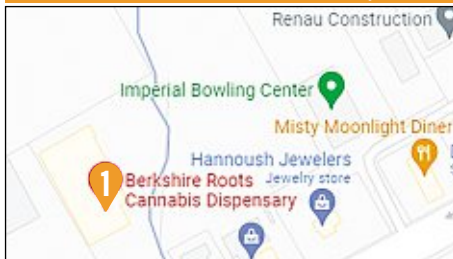 Renau Construction
Imperial Bowling Center
Misty Moonlight Diner
Hannoush Jewelers
Jewelry store
1
Berkshire Roots
Cannabis Dispensary